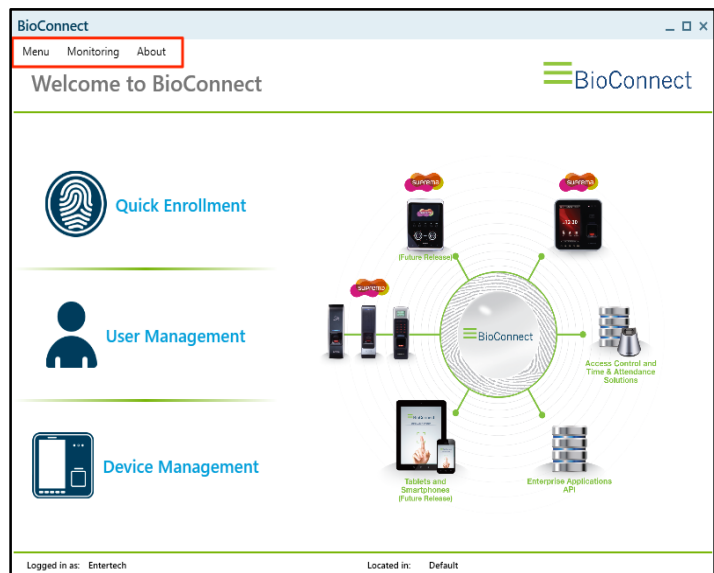 BioConnect
Menu Monitoring About
Welcome to BioConnect
BioConnect
Quick Enrollment
User Management
Device Management
suprema
suprema
(Future Release)
suprema
BioConnect
Access Control and
Time & Attendance
Solutions
Tablets and
Smartphones
(Future Release)
Enterprise Applications
API
Logged in as: Entertech
Located in: Default